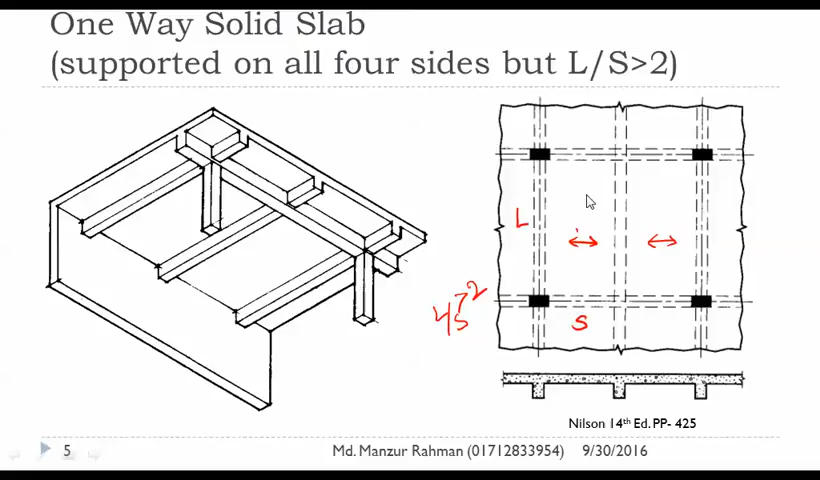 One Way Solid Slab
(supported on all four sides but L/S>2)
L
L/S>2
S
Nilson 14th Ed. PP- 425
5
Md. Manzur Rahman (01712833954)
9/30/2016